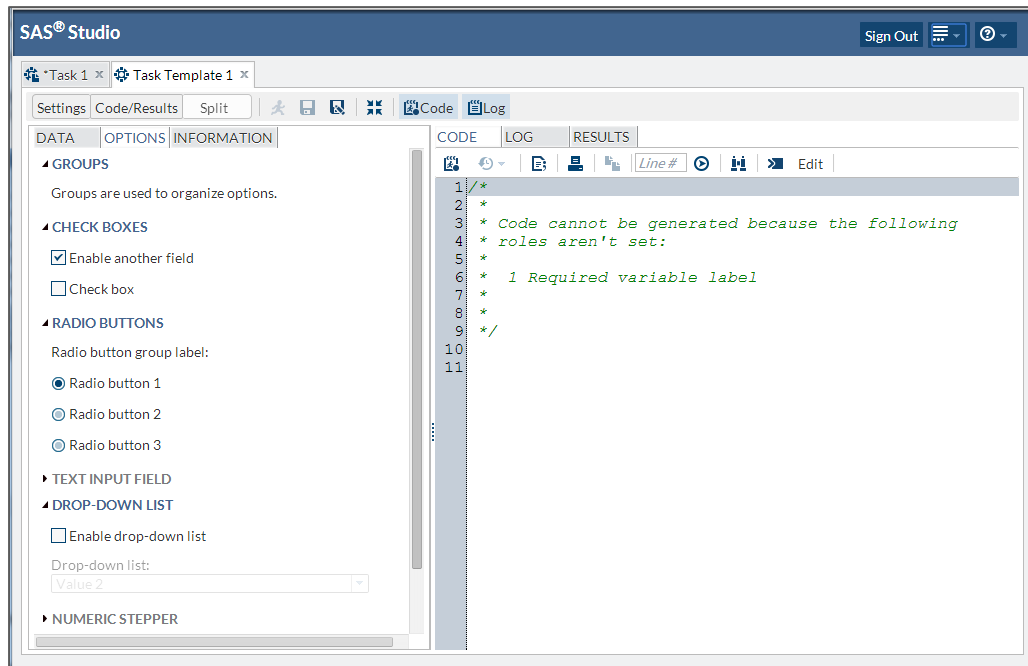 SAS® Studio
Sign Out
*Task 1
Task Template 1
Settings Code/Results Split
Code Log
DATA OPTIONS INFORMATION
GROUPS
Groups are used to organize options.
CHECK BOXES
Enable another field
Check box
RADIO BUTTONS
Radio button group label:
Radio button 1
Radio button 2
Radio button 3
TEXT INPUT FIELD
DROP-DOWN LIST
Enable drop-down list
Drop-down list:
Value 2
NUMERIC STEPPER
CODE LOG RESULTS
Line # Edit
1 /*
2 *
3 * Code cannot be generated because the following
4 * roles aren't set:
5 *
6 * 1 Required variable label
7 *
8 *
9 */
10
11